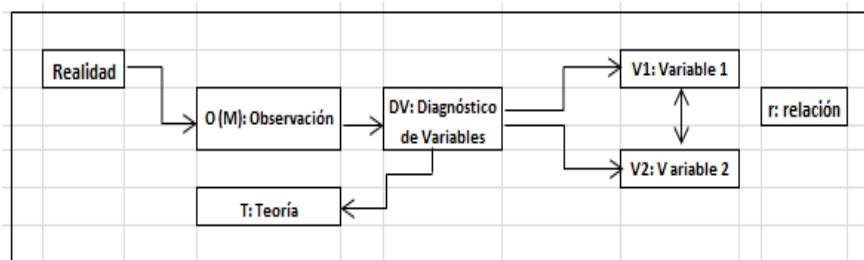 Realidad
O (M): Observación
DV: Diagnóstico
de Variables
V1: Variable 1
r: relación
V2: V ariable 2
T: Teoría